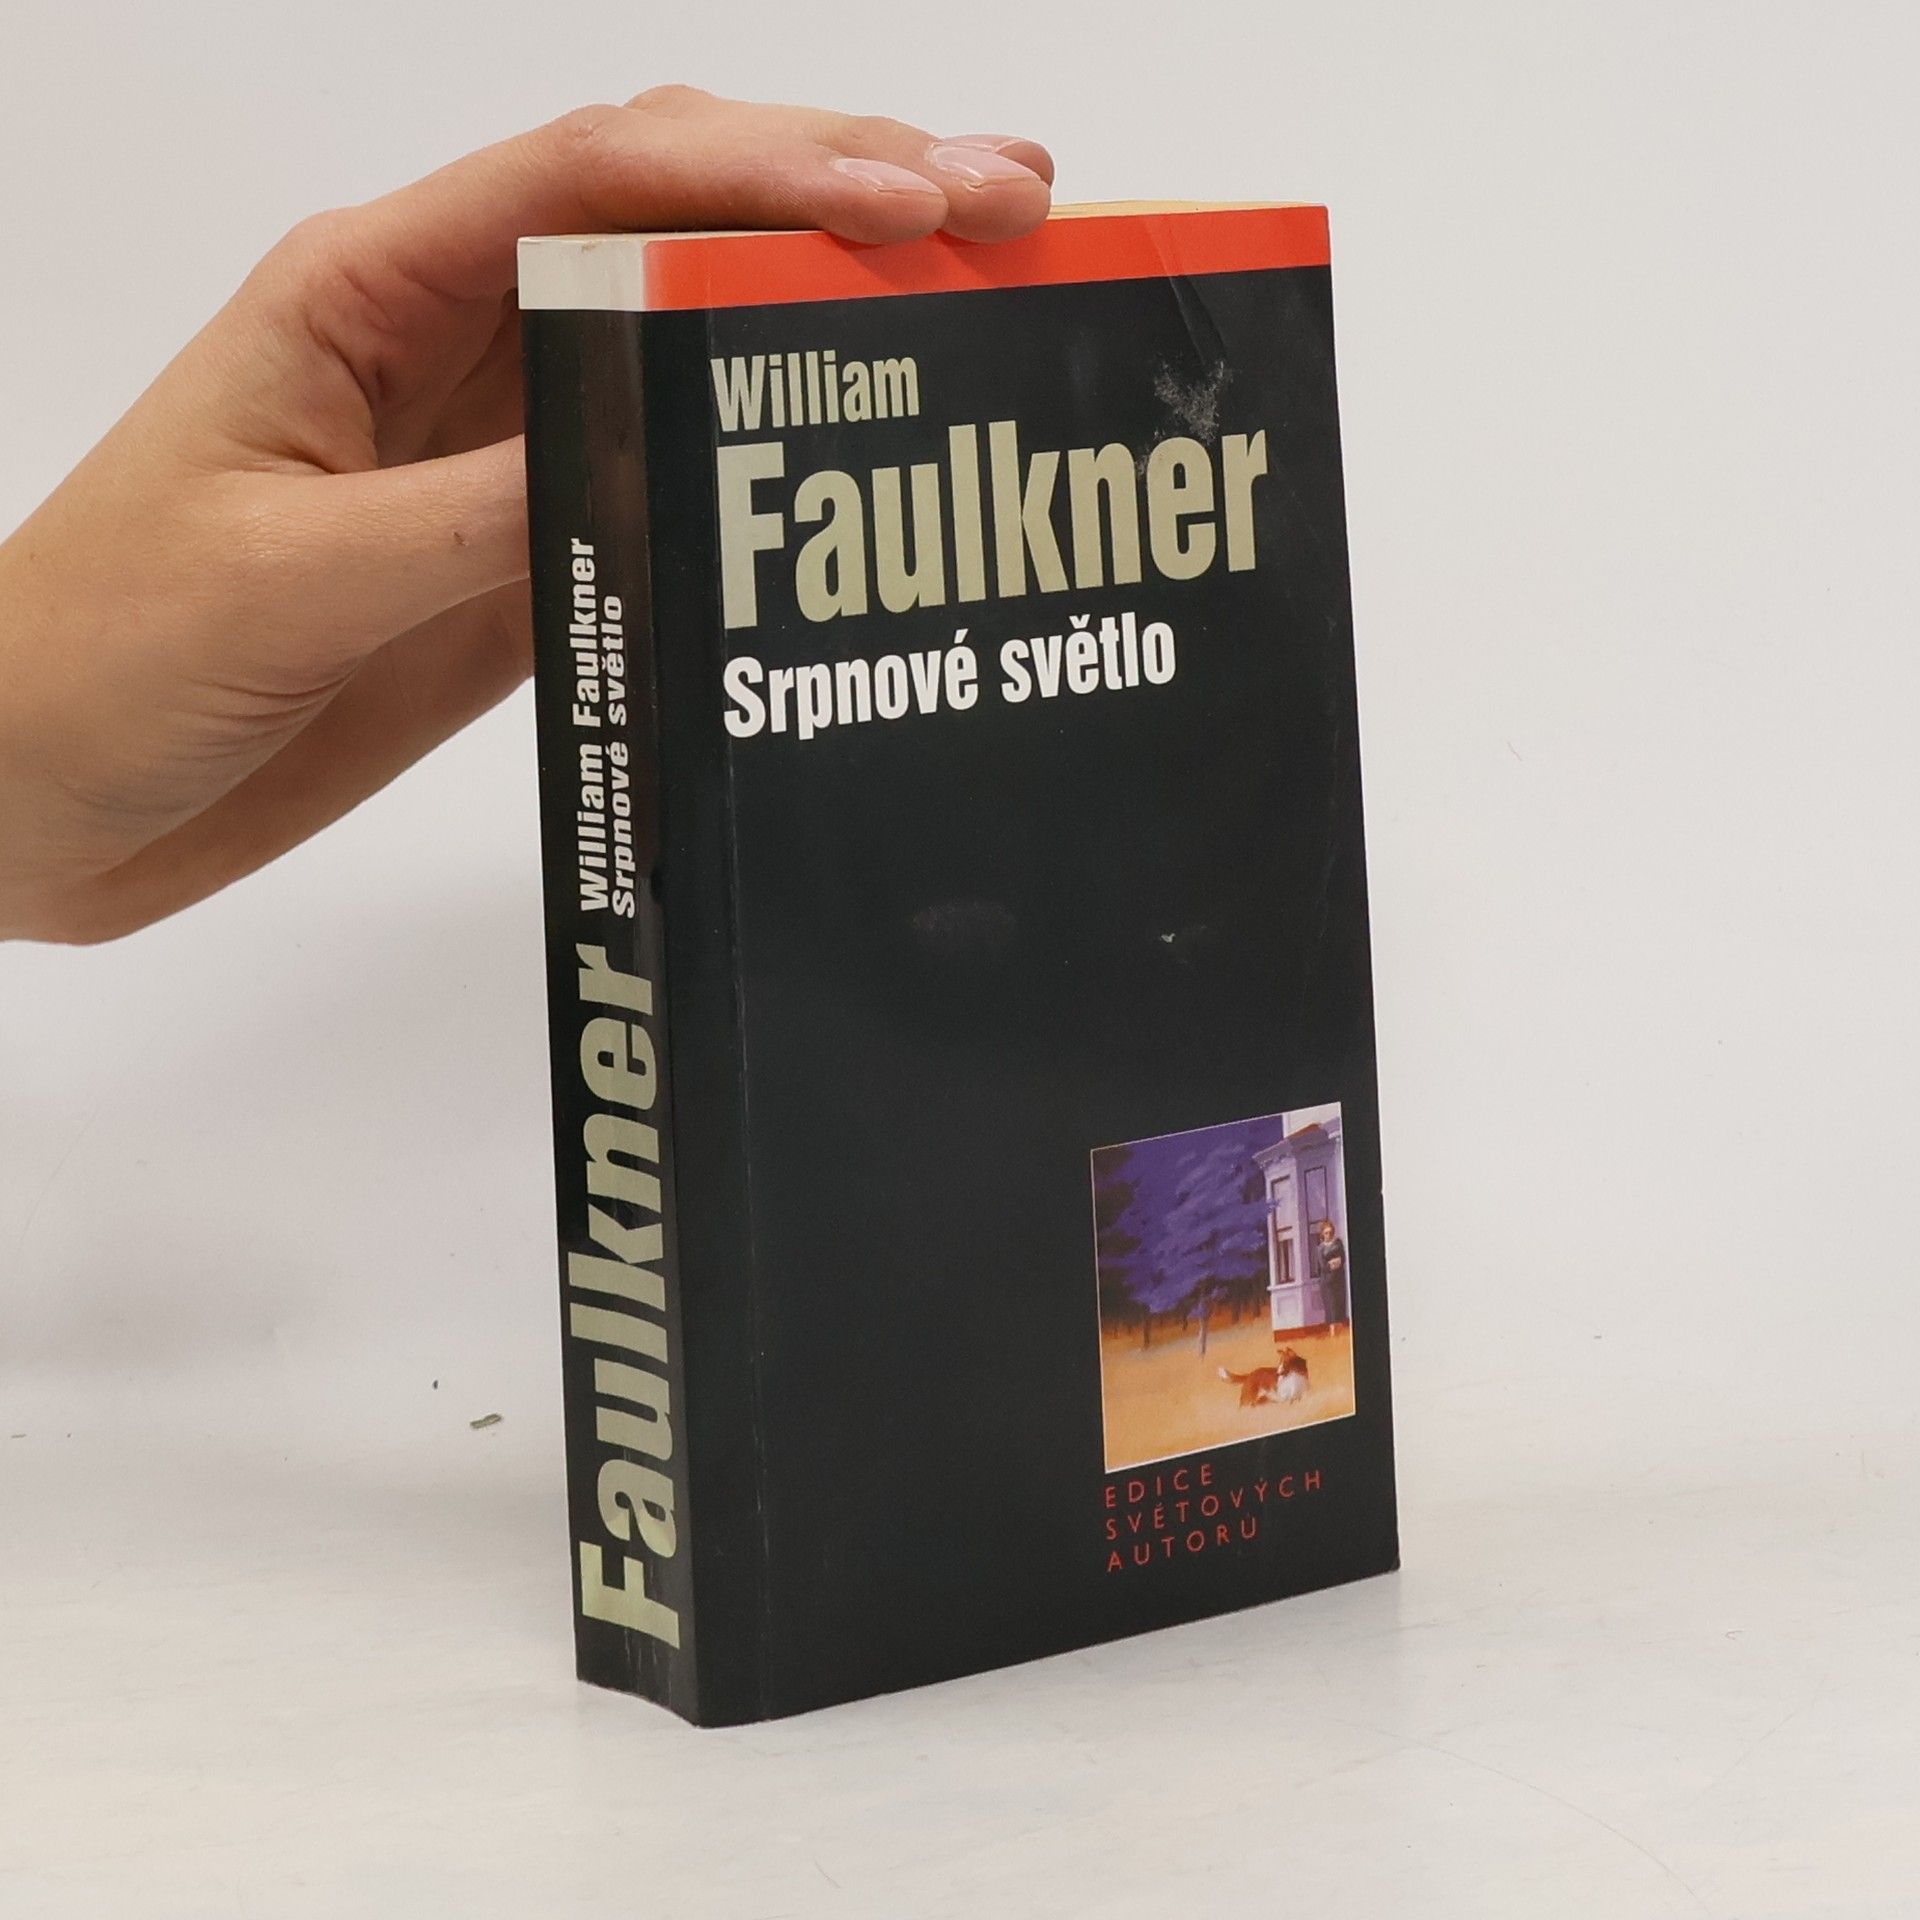 William
Faulkner
Srpnové světlo
EDICE
SVĚTOVÝCH
AUTORŮ
Faulkner
William Faulkner
Srpnové světlo